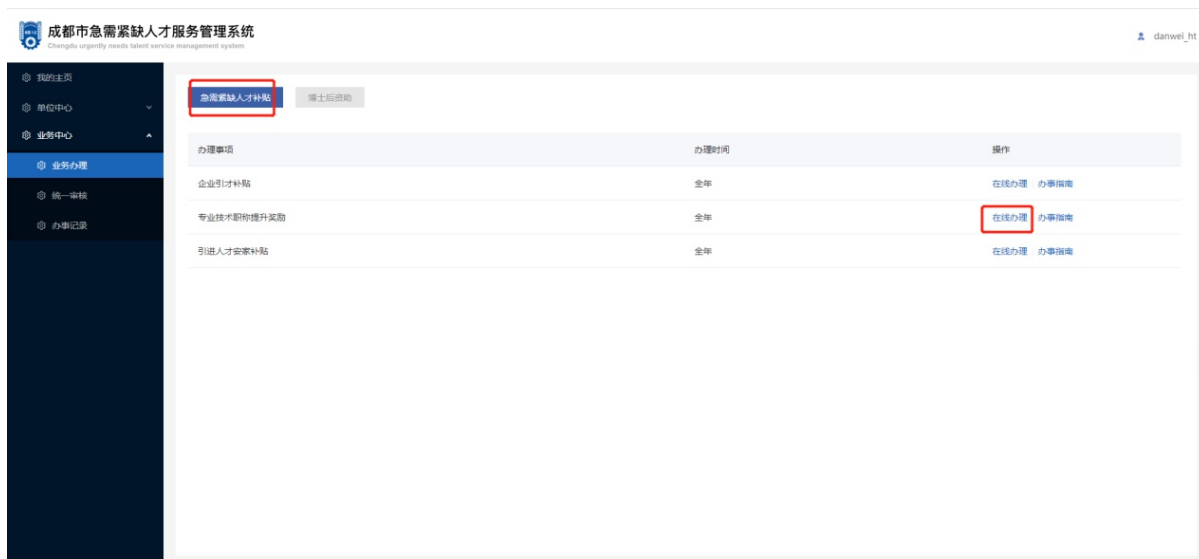 成都市急需紧缺人才服务管理系统
Chengdu urgently needs talent service management system
danwei_ht
我的主页
单位中心
业务中心
业务办理
统一审核
办事记录
急需紧缺人才补贴 博士后资助
办理事项 办理时间 操作
企业引才补贴 全年 在线办理 办事指南
专业技术职称提升奖励 全年 在线办理 办事指南
引进人才安家补贴 全年 在线办理 办事指南